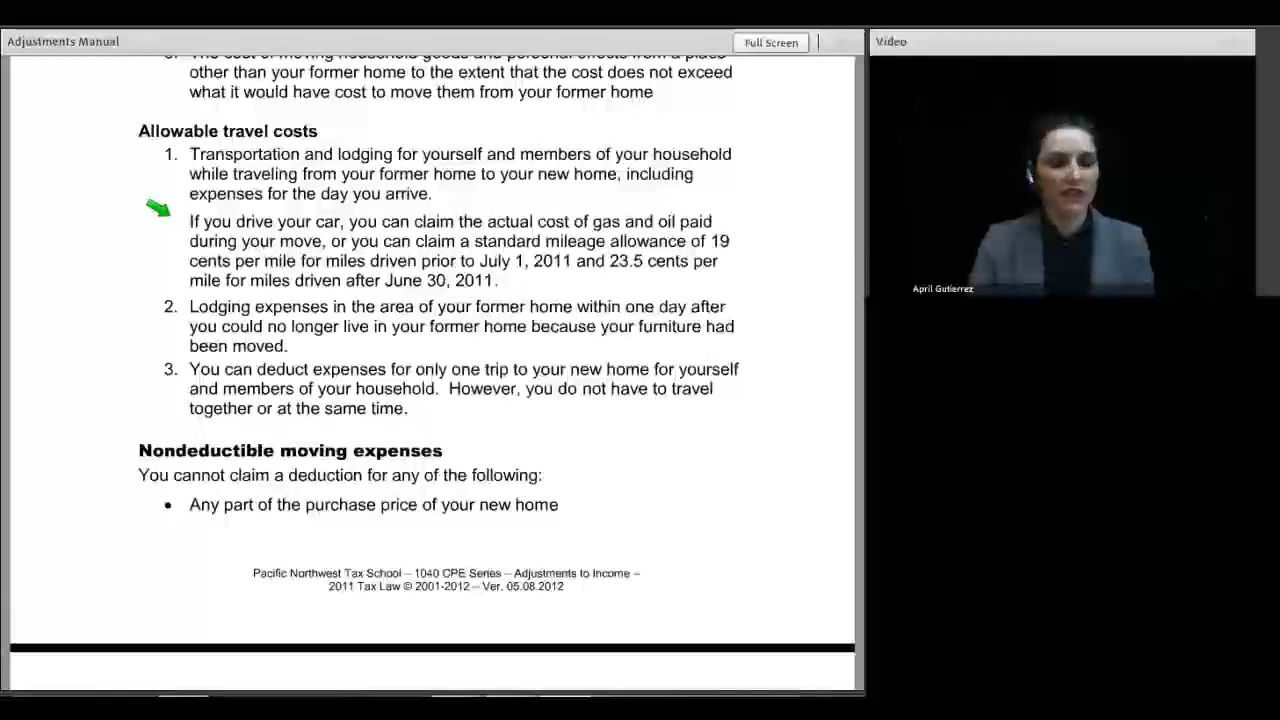 Adjustments Manual
Full Screen
Video
other than your former home to the extent that the cost does not exceed
what it would have cost to move them from your former home
Allowable travel costs
1. Transportation and lodging for yourself and members of your household
while traveling from your former home to your new home, including
expenses for the day you arrive.
If you drive your car, you can claim the actual cost of gas and oil paid
during your move, or you can claim a standard mileage allowance of 19
cents per mile for miles driven prior to July 1, 2011 and 23.5 cents per
mile for miles driven after June 30, 2011.
2. Lodging expenses in the area of your former home within one day after
you could no longer live in your former home because your furniture had
been moved.
3. You can deduct expenses for only one trip to your new home for yourself
and members of your household. However, you do not have to travel
together or at the same time.
Nondeductible moving expenses
You cannot claim a deduction for any of the following:
• Any part of the purchase price of your new home
Pacific Northwest Tax School – 1040 CPE Series – Adjustments to Income –
2011 Tax Law © 2001-2012 – Ver. 05.08.2012
April Gutierrez